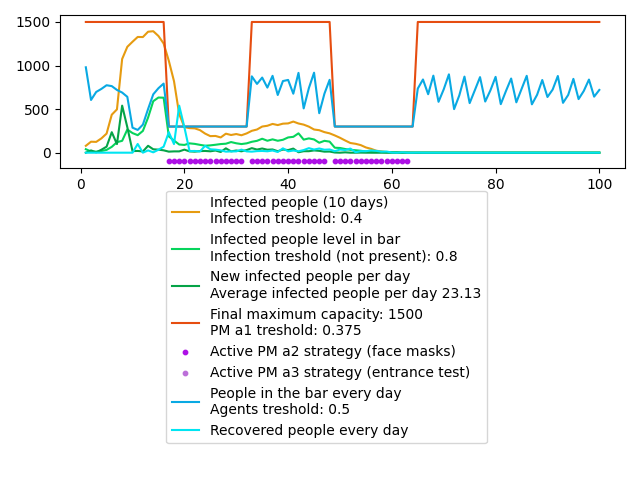 1500
1000
500
0
0 20 40 60 80 100
Infected people (10 days)
Infection treshold: 0.4
Infected people level in bar
Infection treshold (not present): 0.8
New infected people per day
Average infected people per day 23.13
Final maximum capacity: 1500
PM a1 treshold: 0.375
Active PM a2 strategy (face masks)
Active PM a3 strategy (entrance test)
People in the bar every day
Agents treshold: 0.5
Recovered people every day